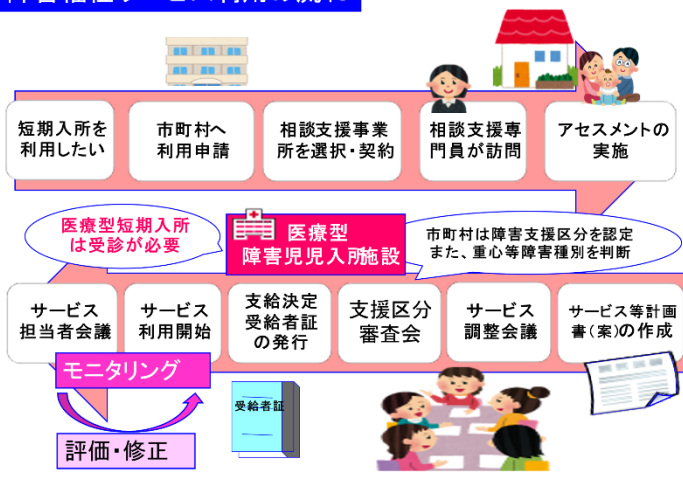 短期入所を
利用したい
市町村へ
利用申請
相談支援事業
所を選択・契約
相談支援専
門員が訪問
アセスメントの
実施
医療型短期入所
は受診が必要
医療型
障害児児入所施設
市町村は障害支援区分を認定
また、重心等障害種別を判断
サービス
担当者会議
サービス
利用開始
支給決定
受給者証
の発行
支援区分
審査会
サービス
調整会議
サービス等計画
書(案)の作成
モニタリング
評価・修正
受給者証